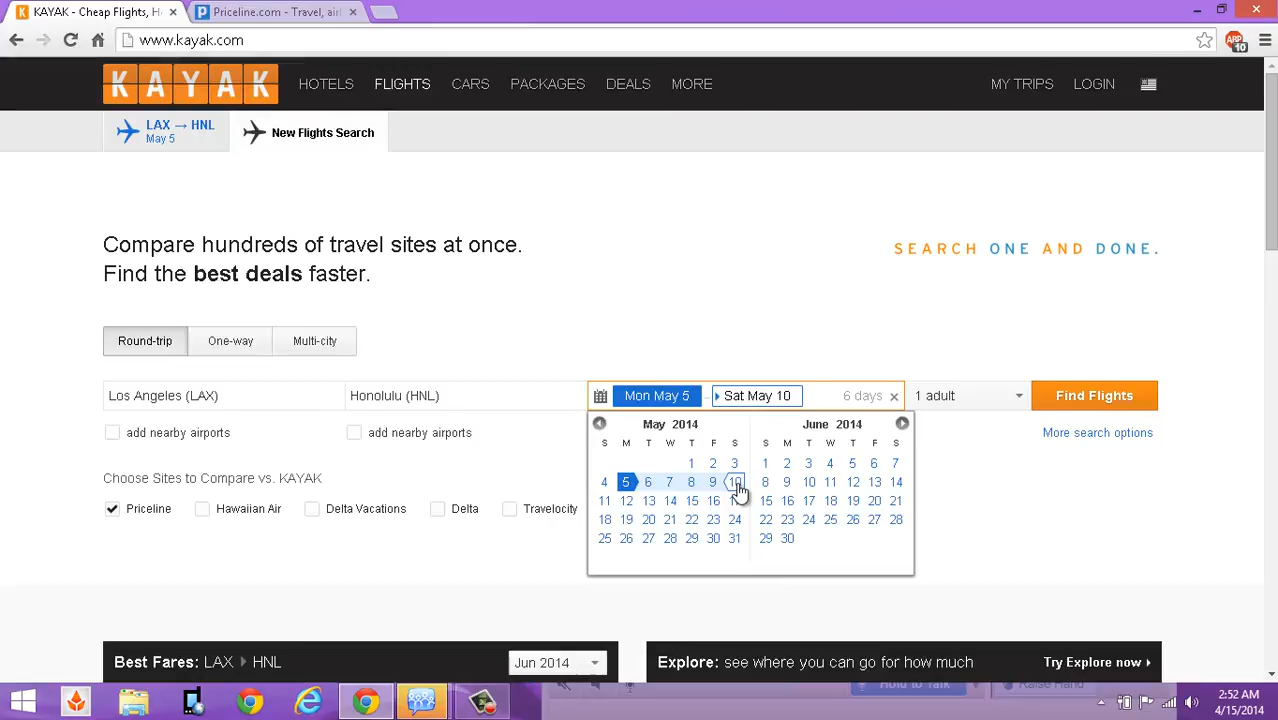 KAYAK - Cheap Flights, H
Priceline.com - Travel, air
www.kayak.com
ABP
10
KAYAK
HOTELS
FLIGHTS
CARS
PACKAGES
DEALS
MORE
MY TRIPS
LOGIN
LAX → HNL
May 5
New Flights Search
Compare hundreds of travel sites at once.
Find the best deals faster.
SEARCH ONE AND DONE.
Round-trip
One-way
Multi-city
Los Angeles (LAX)
Honolulu (HNL)
Mon May 5
Sat May 10
6 days
1 adult
Find Flights
add nearby airports
add nearby airports
More search options
May 2014
S M T W T F S
1 2 3
4 5 6 7 8 9 10
11 12 13 14 15 16
18 19 20 21 22 23 24
25 26 27 28 29 30 31
June 2014
S M T W T F S
1 2 3 4 5 6 7
8 9 10 11 12 13 14
15 16 17 18 19 20 21
22 23 24 25 26 27 28
29 30
Choose Sites to Compare vs. KAYAK
Priceline
Hawaiian Air
Delta Vacations
Delta
Travelocity
Best Fares: LAX HNL
Jun 2014
Explore: see where you can go for how much
Try Explore now
Hold to Talk
Raise Hand
2:52 AM
4/15/2014